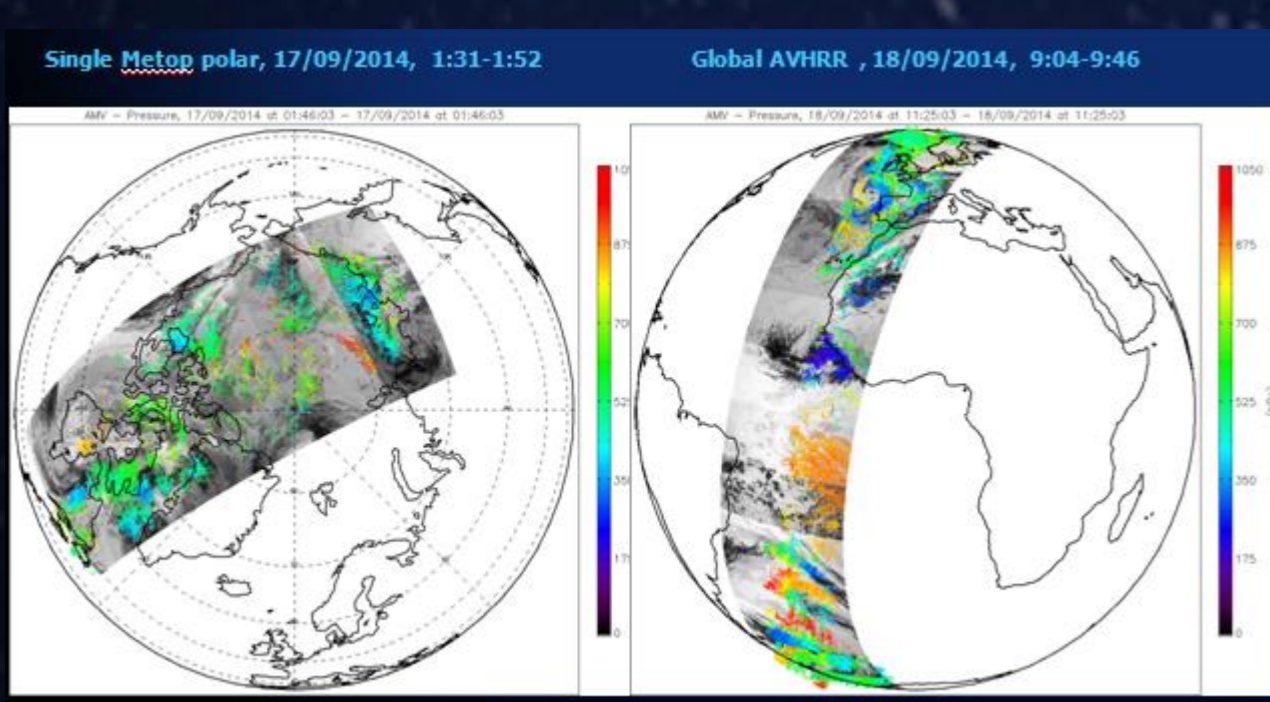 Single Metop polar, 17/09/2014, 1:31-1:52
Global AVHRR , 18/09/2014, 9:04-9:46
AMV - Pressure, 17/09/2014 at 01:46:03 - 17/09/2014 at 01:46:03
AMV - Pressure, 18/09/2014 at 11:25:03 - 18/09/2014 at 11:25:03
1050
875
700
525
350
175
0
0